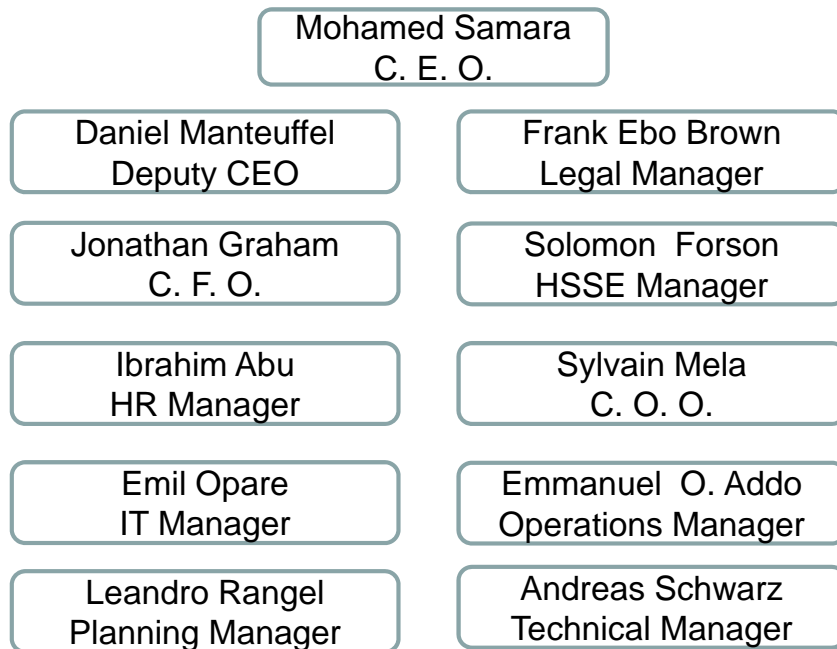 Mohamed Samara
C. E. O.
Daniel Manteuffel
Deputy CEO
Frank Ebo Brown
Legal Manager
Jonathan Graham
C. F. O.
Solomon  Forson
HSSE Manager
Ibrahim Abu
HR Manager
Sylvain Mela
C. O. O.
Emil Opare
IT Manager
Emmanuel  O. Addo
Operations Manager
Leandro Rangel
Planning Manager
Andreas Schwarz
Technical Manager